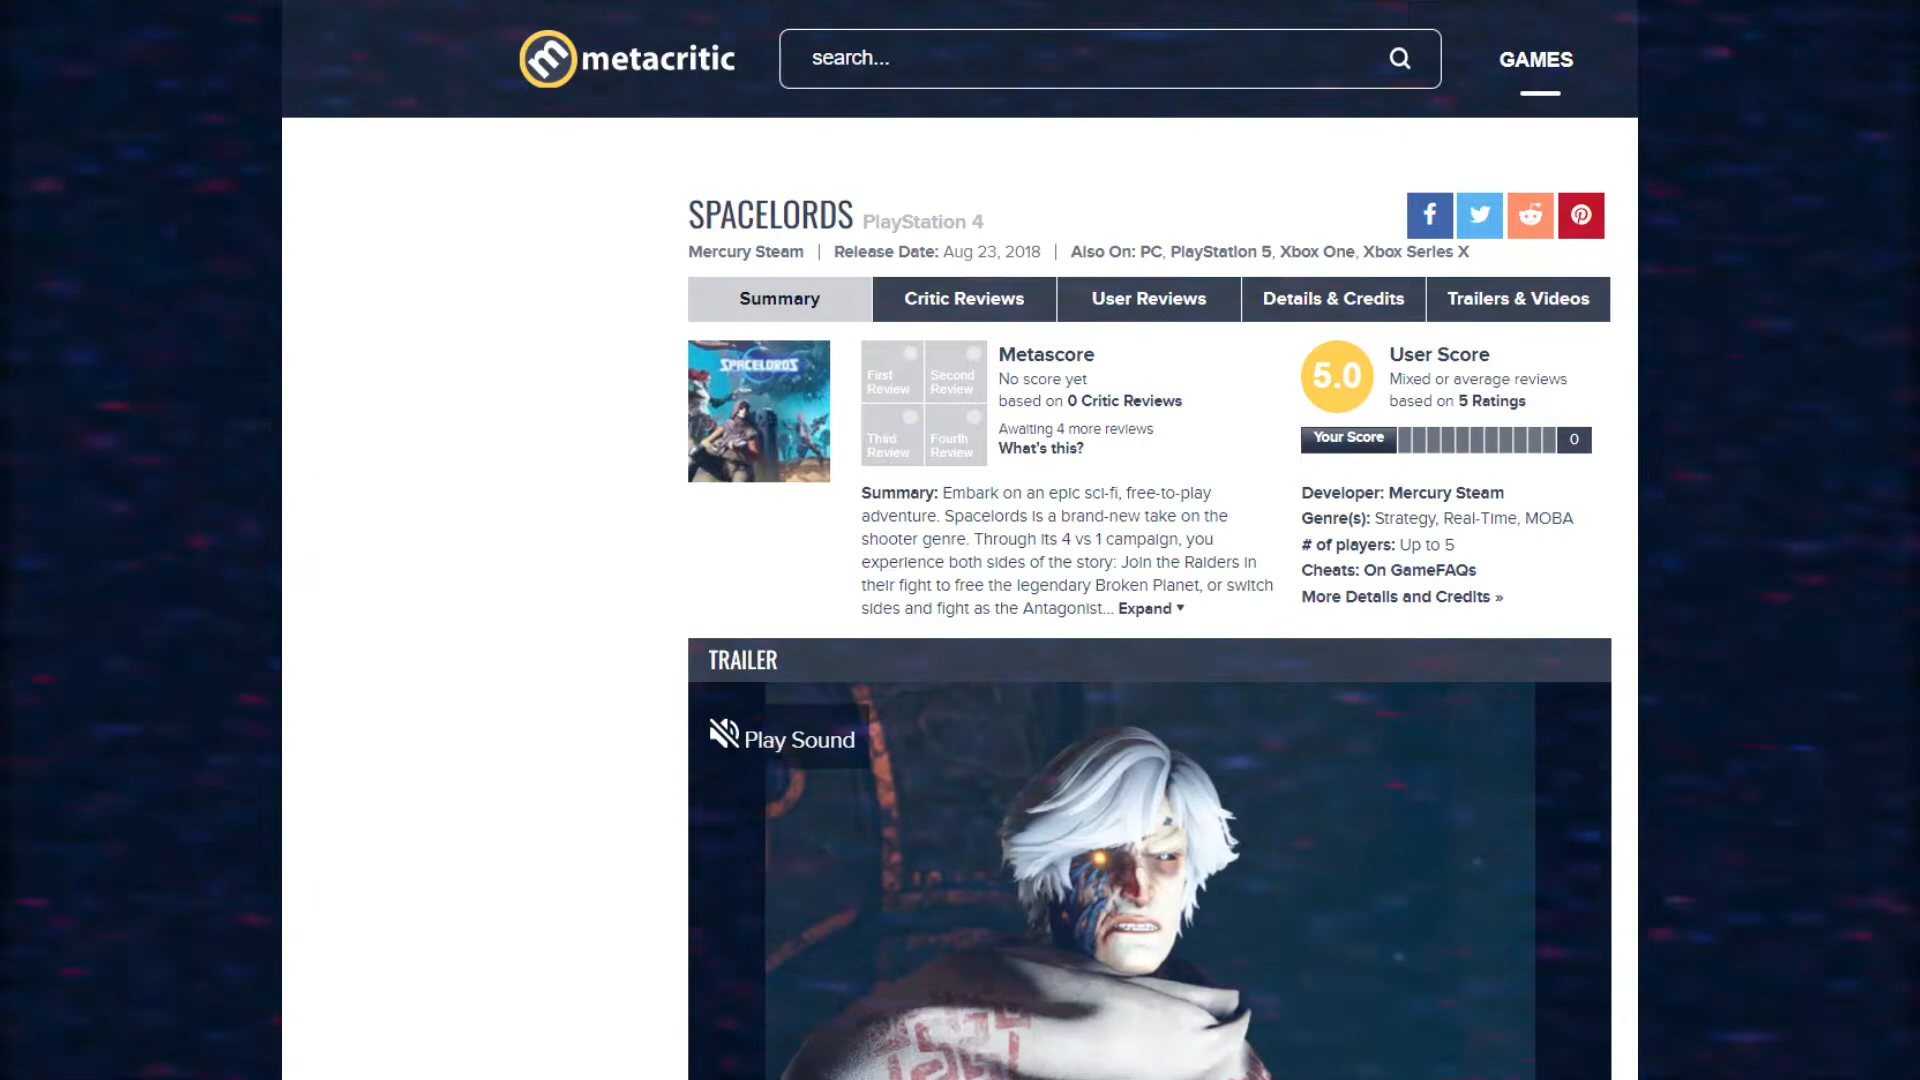 metacritic
search...
GAMES
SPACELORDS PlayStation 4
Mercury Steam | Release Date: Aug 23, 2018 | Also On: PC, PlayStation 5, Xbox One, Xbox Series X
Summary
Critic Reviews
User Reviews
Details & Credits
Trailers & Videos
SPACELORDS
First Review
Second Review
Third Review
Fourth Review
Metascore
No score yet
based on 0 Critic Reviews
Awaiting 4 more reviews
What's this?
5.0
User Score
Mixed or average reviews
based on 5 Ratings
Your Score
0
Summary: Embark on an epic sci-fi, free-to-play
adventure. Spacelords is a brand-new take on the
shooter genre. Through its 4 vs 1 campaign, you
experience both sides of the story: Join the Raiders in
their fight to free the legendary Broken Planet, or switch
sides and fight as the Antagonist... Expand ▼
Developer: Mercury Steam
Genre(s): Strategy, Real-Time, MOBA
# of players: Up to 5
Cheats: On GameFAQs
More Details and Credits »
TRAILER
Play Sound